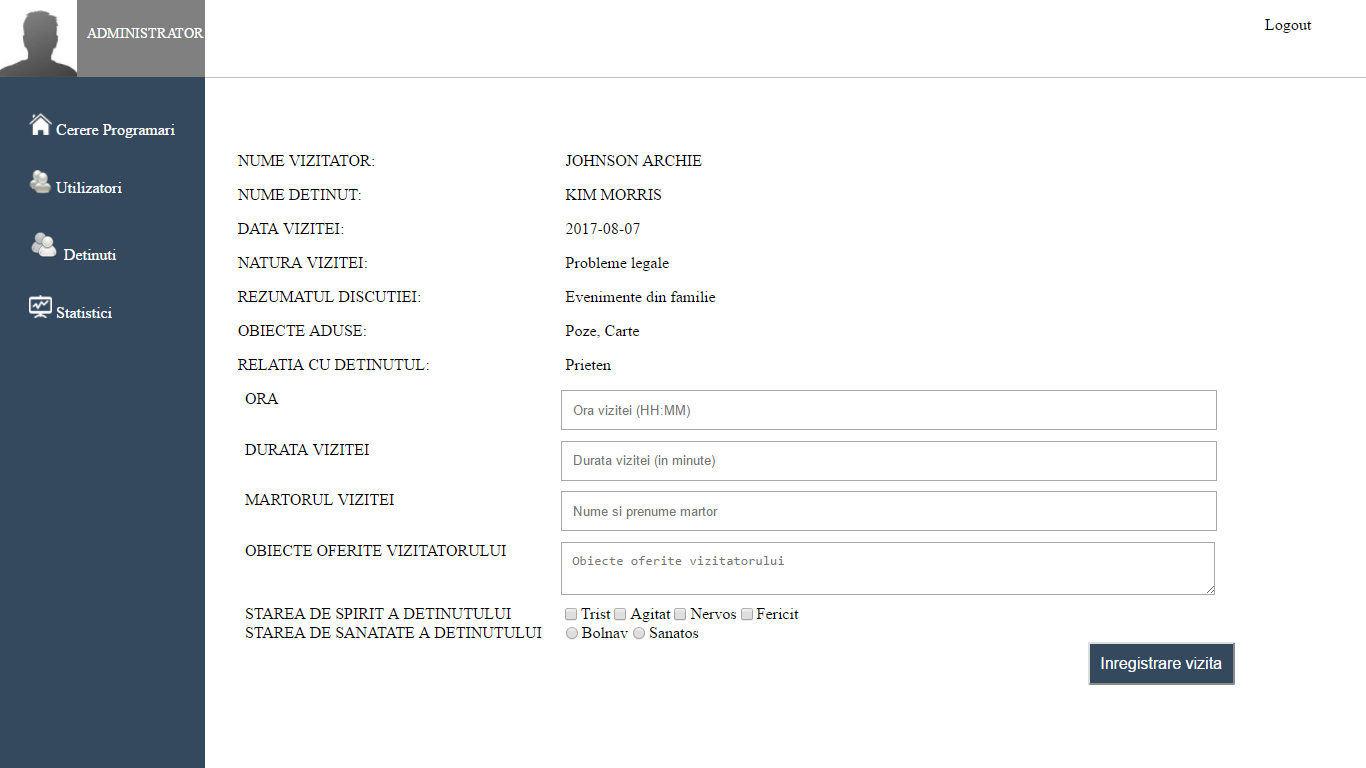 ADMINISTRATOR
Logout
Cerere Programari
Utilizatori
Detinuti
Statistici
NUME VIZITATOR: JOHNSON ARCHIE
NUME DETINUT: KIM MORRIS
DATA VIZITEI: 2017-08-07
NATURA VIZITEI: Probleme legale
REZUMATUL DISCUTIEI: Evenimente din familie
OBIECTE ADUSE: Poze, Carte
RELATIA CU DETINUTUL: Prieten
ORA Ora vizitei (HH:MM)
DURATA VIZITEI Durata vizitei (in minute)
MARTORUL VIZITEI Nume si prenume martor
OBIECTE OFERITE VIZITATORULUI Obiecte oferite vizitatorului
STAREA DE SPIRIT A DETINUTULUI Trist Agitat Nervos Fericit
STAREA DE SANATATE A DETINUTULUI Bolnav Sanatos
Inregistrare vizita